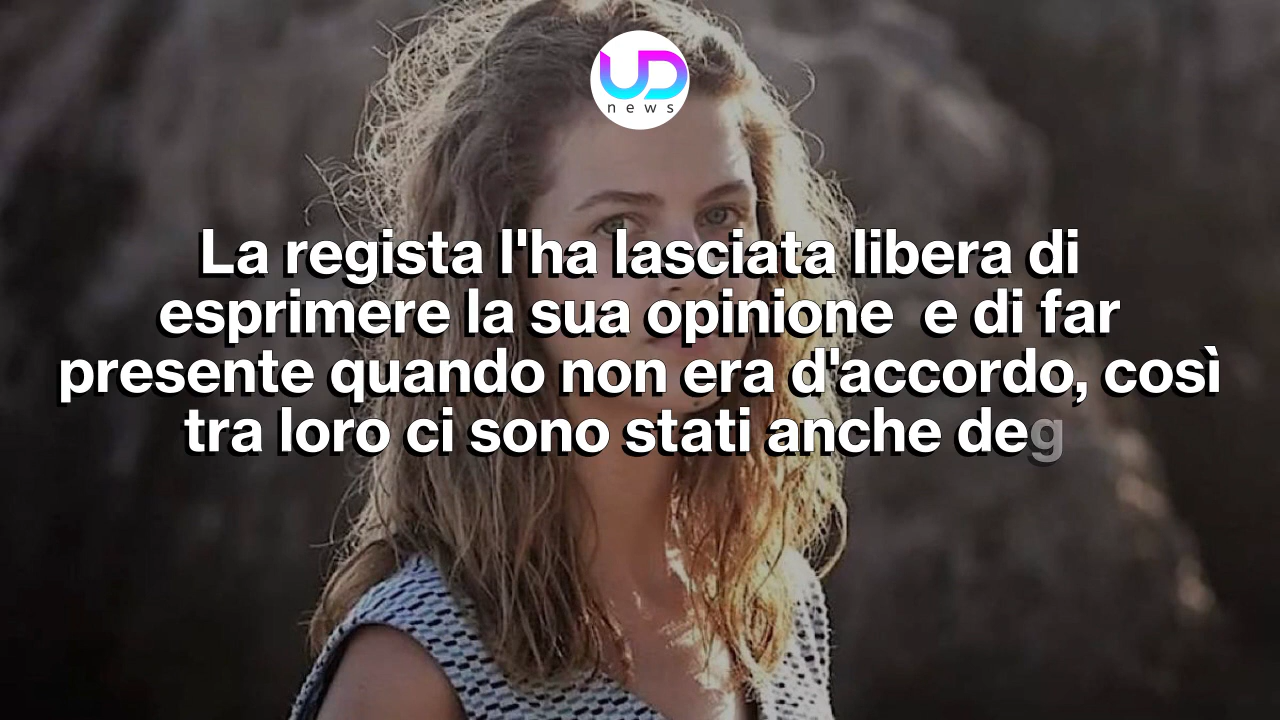 UD
news
La regista l'ha lasciata libera di
esprimere la sua opinione  e di far
presente quando non era d'accordo, così
tra loro ci sono stati anche deg